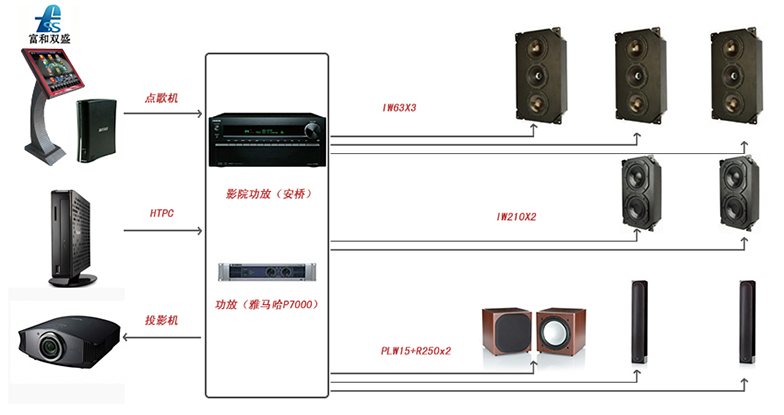 富和双盛
点歌机
HTPC
投影机
影院功放（安桥）
功放（雅马哈P7000）
IW63X3
IW210X2
PLW15+R250x2